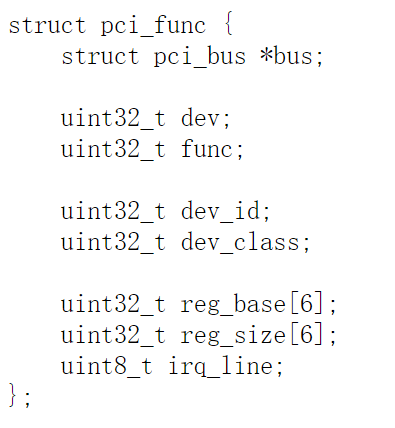 struct pci_func {
    struct pci_bus *bus;

    uint32_t dev;
    uint32_t func;

    uint32_t dev_id;
    uint32_t dev_class;

    uint32_t reg_base[6];
    uint32_t reg_size[6];
    uint8_t irq_line;
};